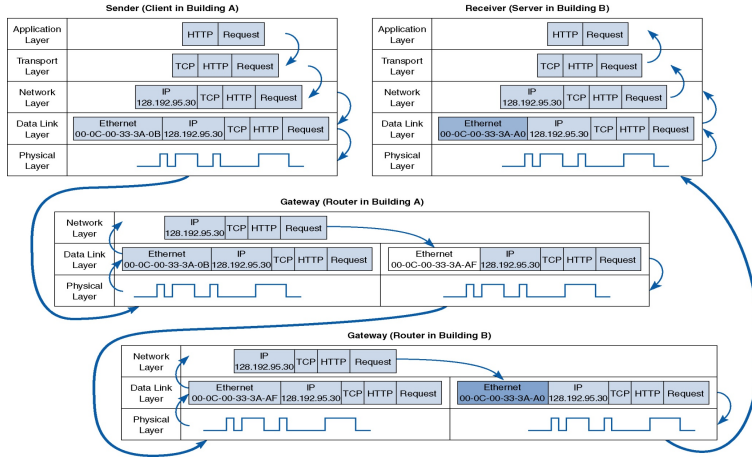 Sender (Client in Building A)
Application Layer
HTTP Request
Transport Layer
TCP HTTP Request
Network Layer
IP 128.192.95.30 TCP HTTP Request
Data Link Layer
Ethernet 00-0C-00-33-3A-0B IP 128.192.95.30 TCP HTTP Request
Physical Layer
Receiver (Server in Building B)
Application Layer
HTTP Request
Transport Layer
TCP HTTP Request
Network Layer
IP 128.192.95.30 TCP HTTP Request
Data Link Layer
Ethernet 00-0C-00-33-3A-A0 IP 128.192.95.30 TCP HTTP Request
Physical Layer
Gateway (Router in Building A)
Network Layer
IP 128.192.95.30 TCP HTTP Request
Data Link Layer
Ethernet 00-0C-00-33-3A-0B IP 128.192.95.30 TCP HTTP Request
Ethernet 00-0C-00-33-3A-AF IP 128.192.95.30 TCP HTTP Request
Physical Layer
Gateway (Router in Building B)
Network Layer
IP 128.192.95.30 TCP HTTP Request
Data Link Layer
Ethernet 00-0C-00-33-3A-AF IP 128.192.95.30 TCP HTTP Request
Ethernet 00-0C-00-33-3A-A0 IP 128.192.95.30 TCP HTTP Request
Physical Layer